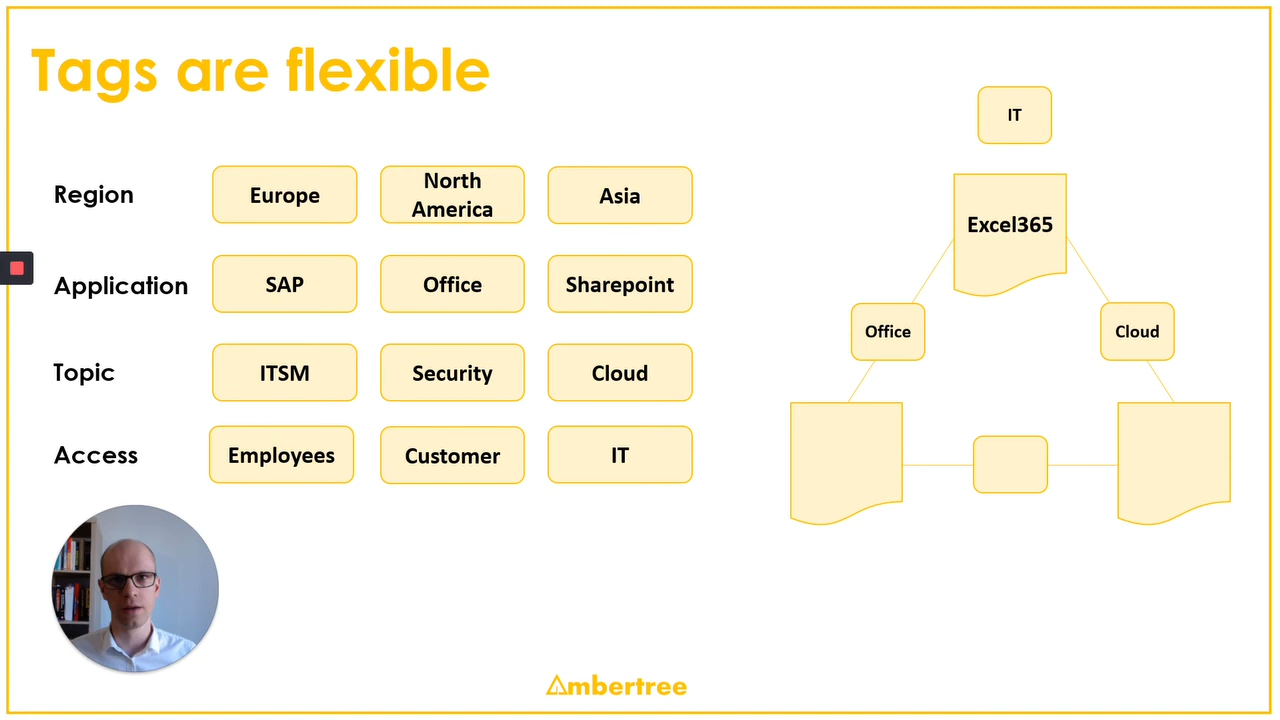 Tags are flexible
Region
Europe
North
America
Asia
Application
SAP
Office
Sharepoint
Topic
ITSM
Security
Cloud
Access
Employees
Customer
IT
IT
Excel365
Office
Cloud
Ambertree